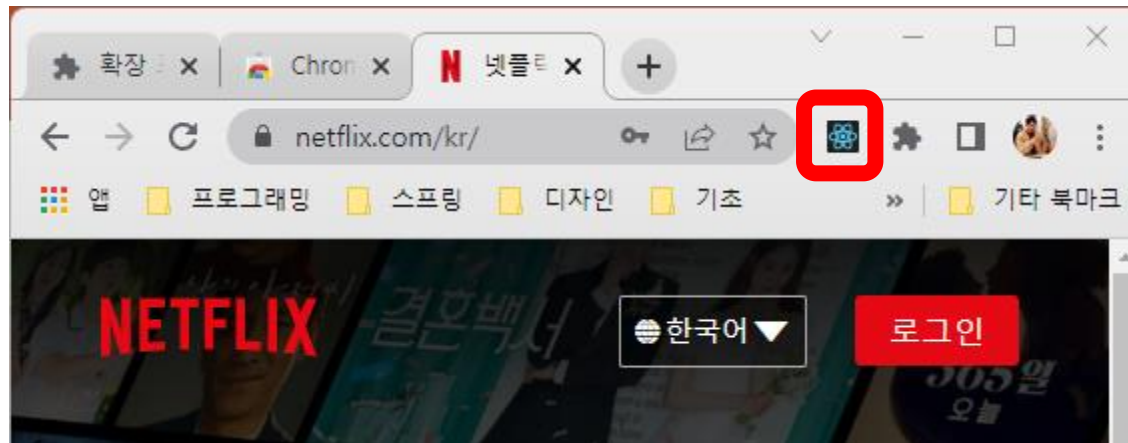 확장
Chron
넷플릭
netflix.com/kr/
앱
프로그래밍
스프링
디자인
기초
»
기타 북마크
NETFLIX
결혼백서
한국어
로그인
365일
오늘